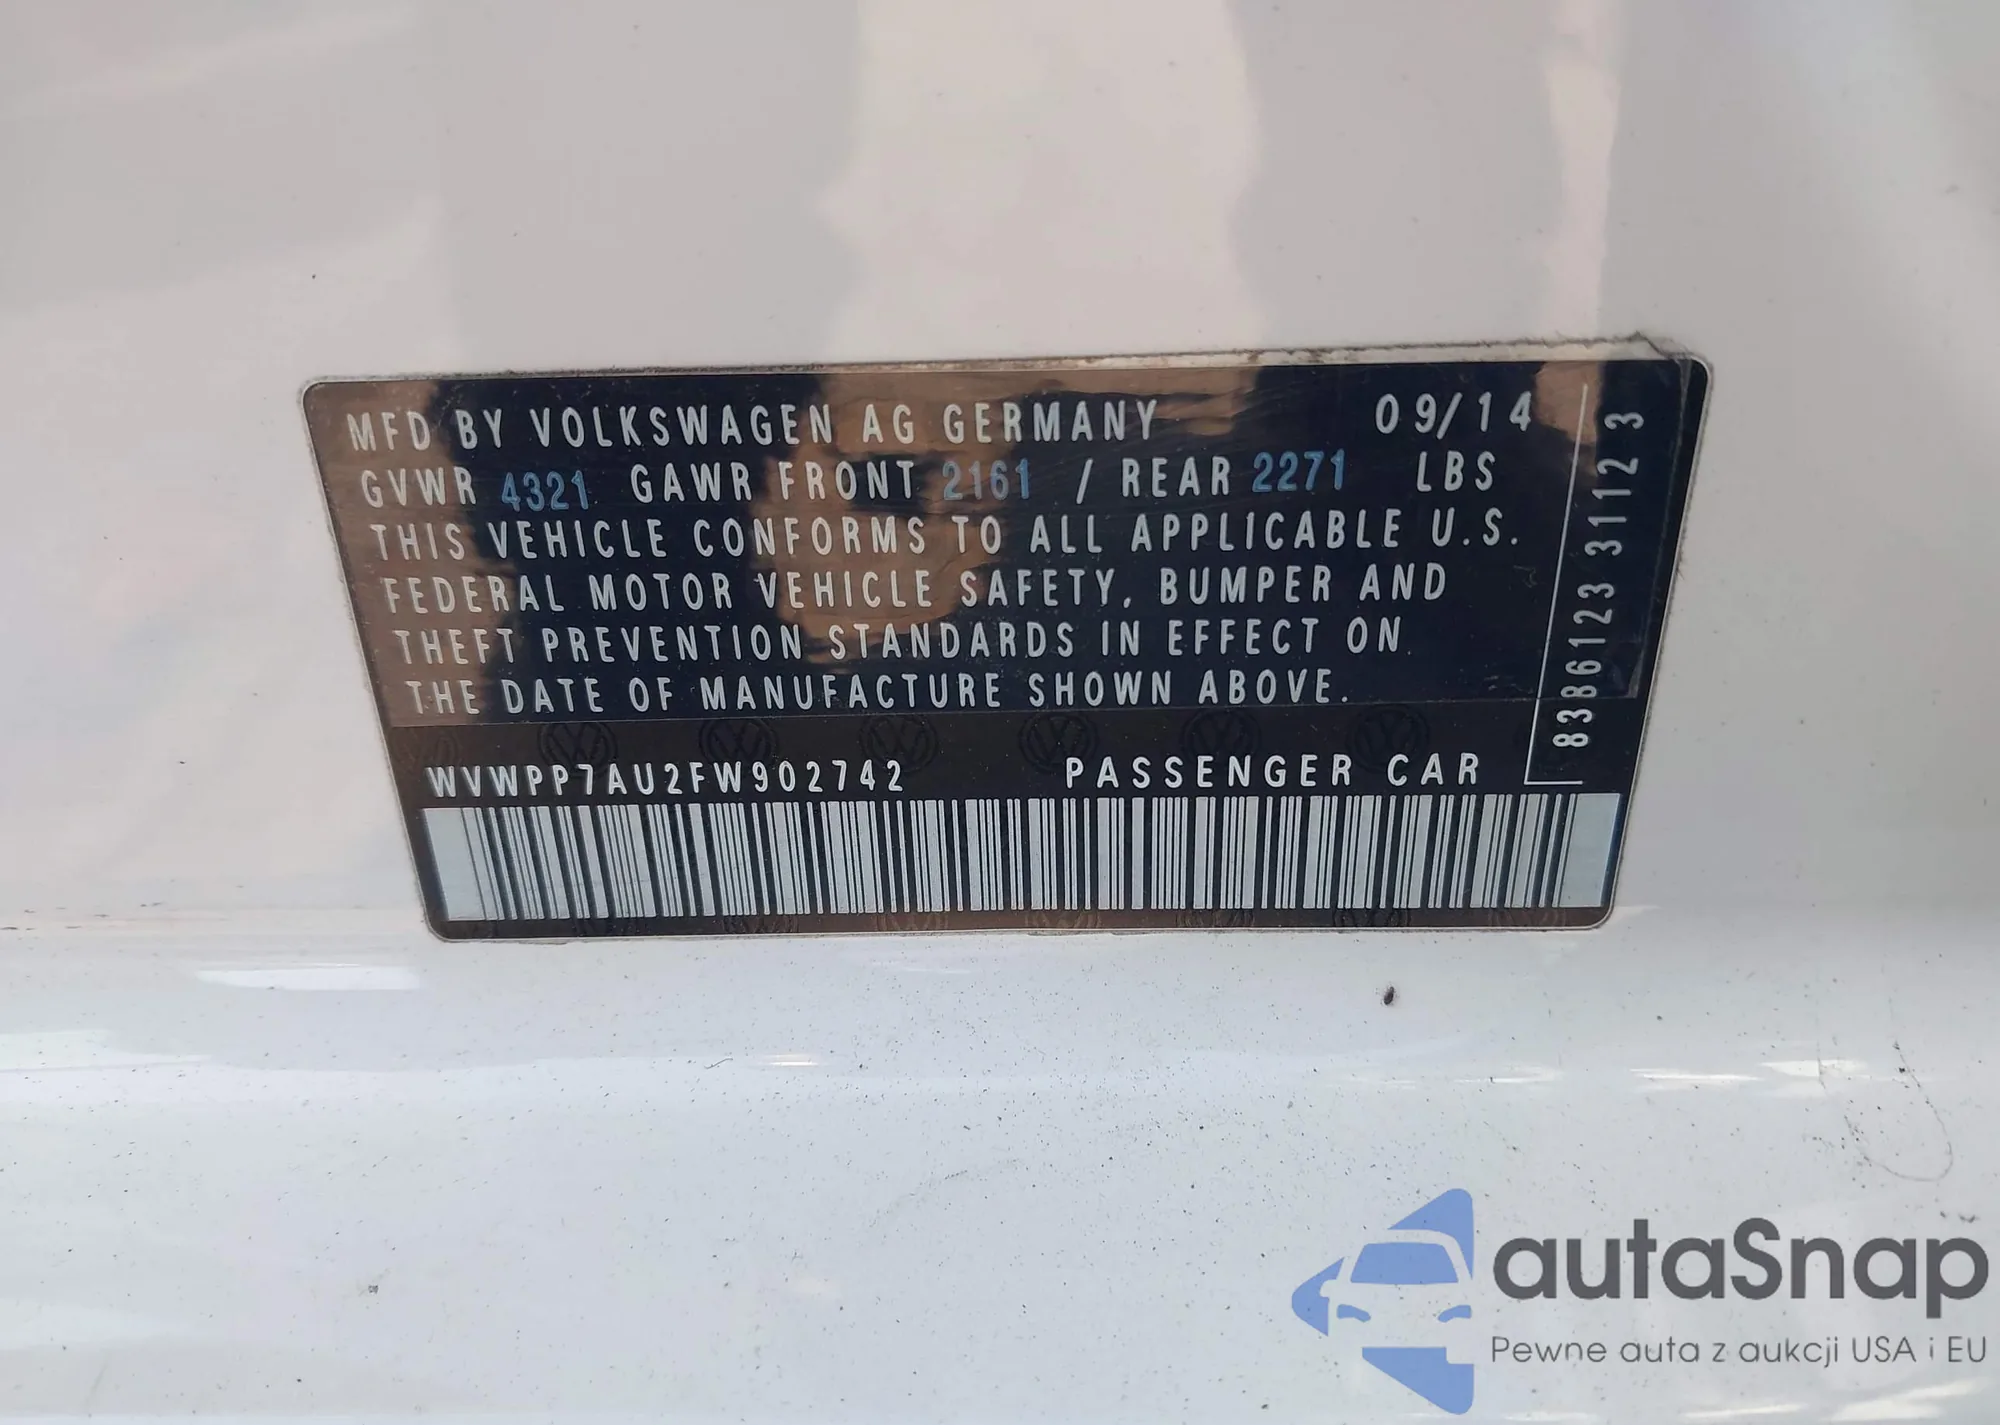 MFD BY VOLKSWAGEN AG GERMANY 09/14
GVWR 4321 GAWR FRONT 2161 / REAR 2271 LBS
THIS VEHICLE CONFORMS TO ALL APPLICABLE U.S.
FEDERAL MOTOR VEHICLE SAFETY, BUMPER AND
THEFT PREVENTION STANDARDS IN EFFECT ON
THE DATE OF MANUFACTURE SHOWN ABOVE.
WVWPP7AU2FW902742 PASSENGER CAR
8386123 3112 3
autaSnap
Pewne auta z aukcji USA i EU